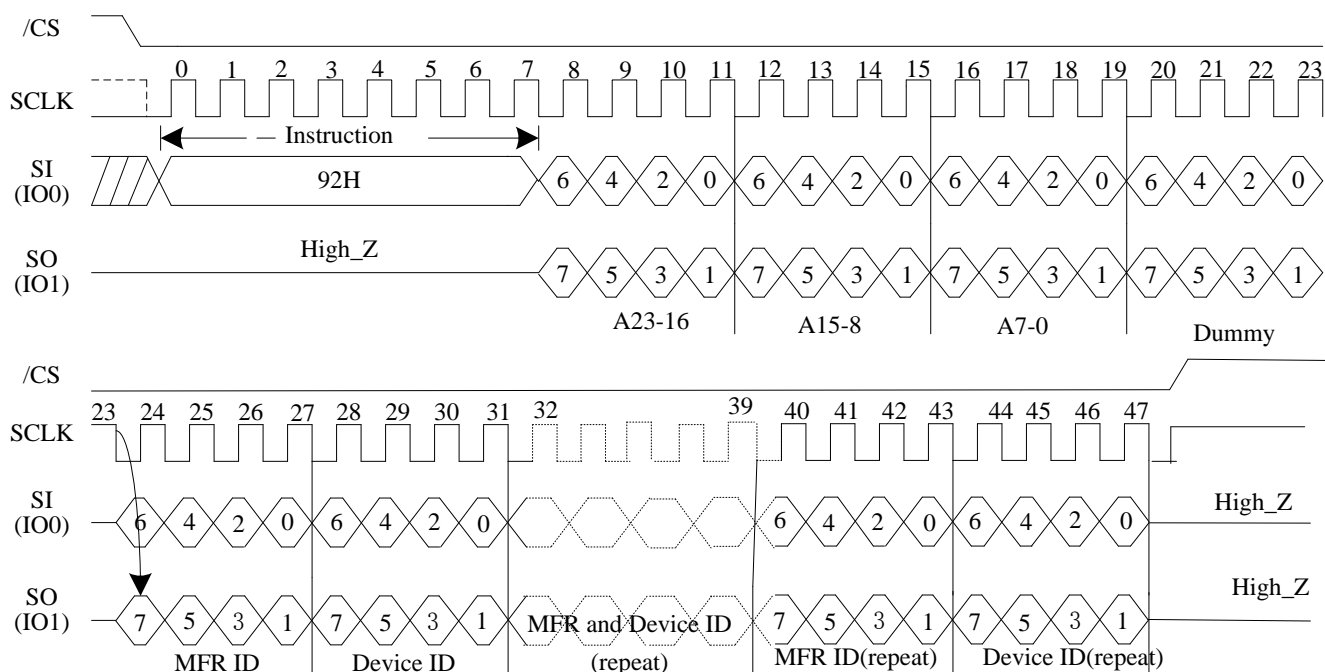 /CS
0 1 2 3 4 5 6 7 8 9 10 11 12 13 14 15 16 17 18 19 20 21 22 23
SCLK
Instruction
SI
(IO0)
92H
6 4 2 0 6 4 2 0 6 4 2 0 6 4 2 0
SO
(IO1)
High_Z
7 5 3 1 7 5 3 1 7 5 3 1 7 5 3 1
A23-16 A15-8 A7-0 Dummy
/CS
23 24 25 26 27 28 29 30 31 32 39 40 41 42 43 44 45 46 47
SCLK
SI
(IO0)
6 4 2 0 6 4 2 0 6 4 2 0 6 4 2 0
High_Z
SO
(IO1)
7 5 3 1 7 5 3 1 MFR and Device ID 7 5 3 1 7 5 3 1
High_Z
MFR ID Device ID (repeat) MFR ID(repeat) Device ID(repeat)